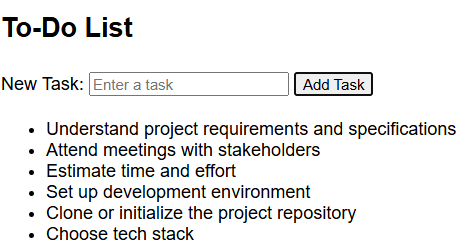 To-Do List
New Task: Enter a task Add Task
Understand project requirements and specifications
Attend meetings with stakeholders
Estimate time and effort
Set up development environment
Clone or initialize the project repository
Choose tech stack